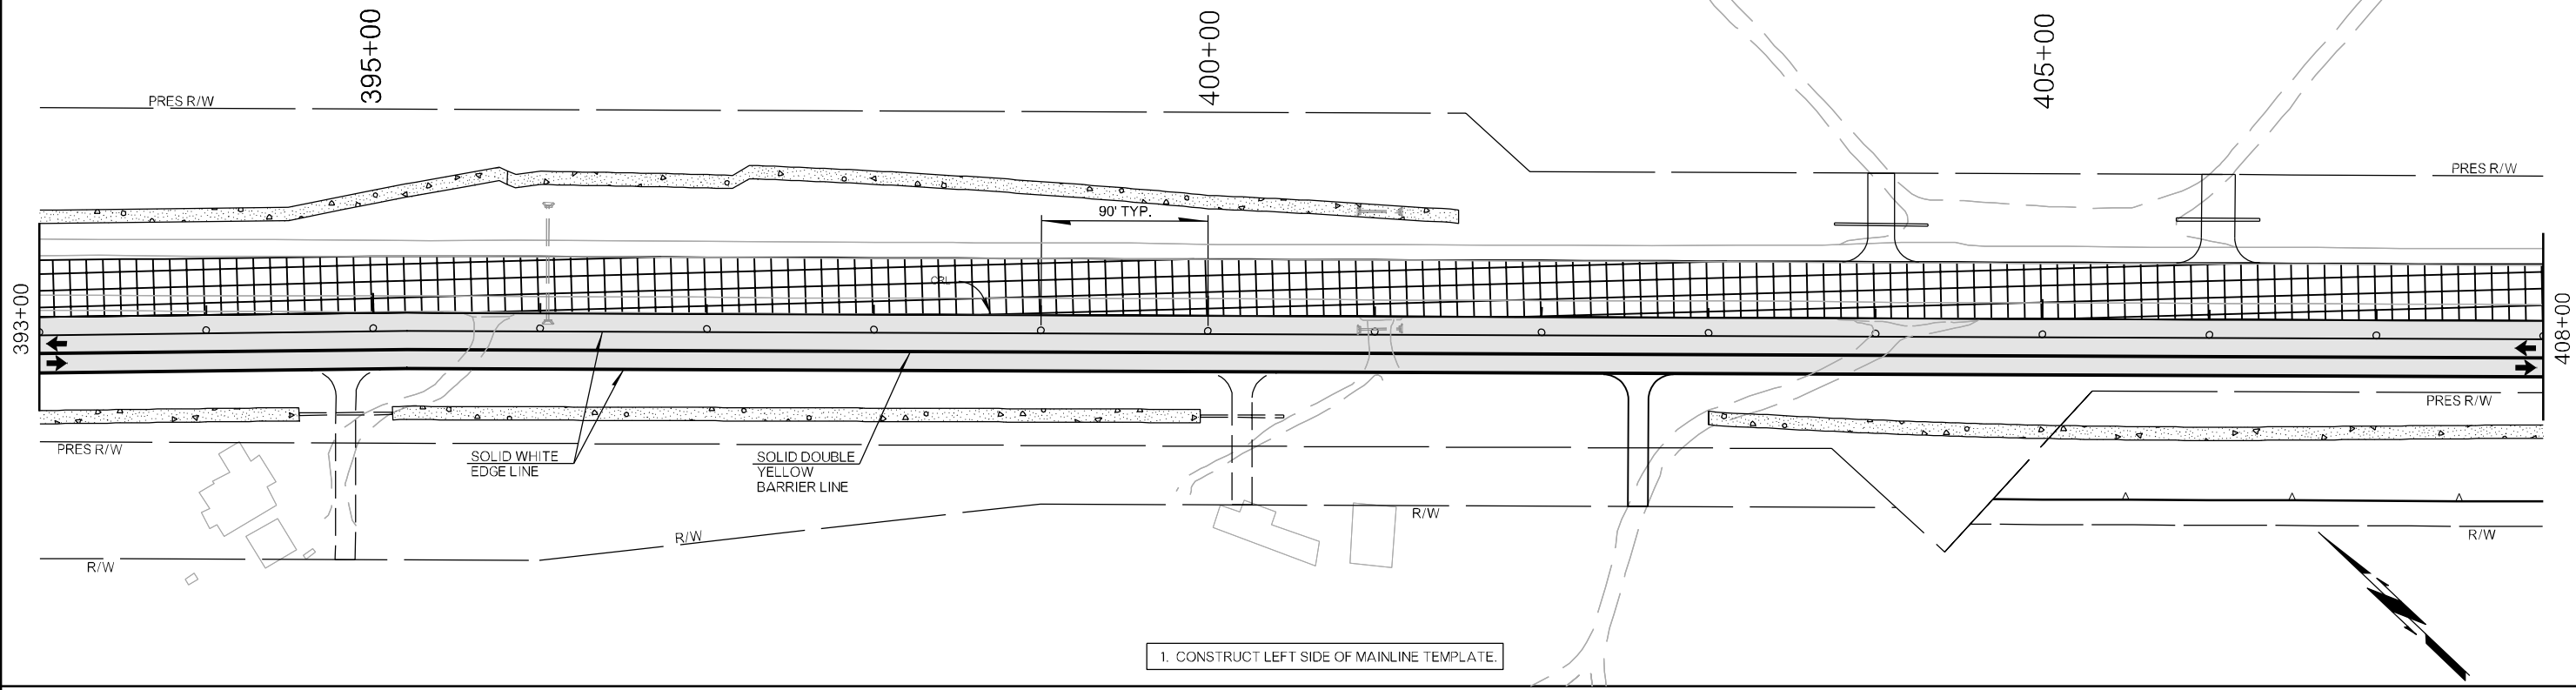 395+00
400+00
405+00
PRES R/W
PRES R/W
90' TYP.
CRL
393+00
408+00
PRES R/W
PRES R/W
SOLID WHITE
EDGE LINE
SOLID DOUBLE
YELLOW
BARRIER LINE
R/W
R/W
R/W
R/W
1. CONSTRUCT LEFT SIDE OF MAINLINE TEMPLATE.